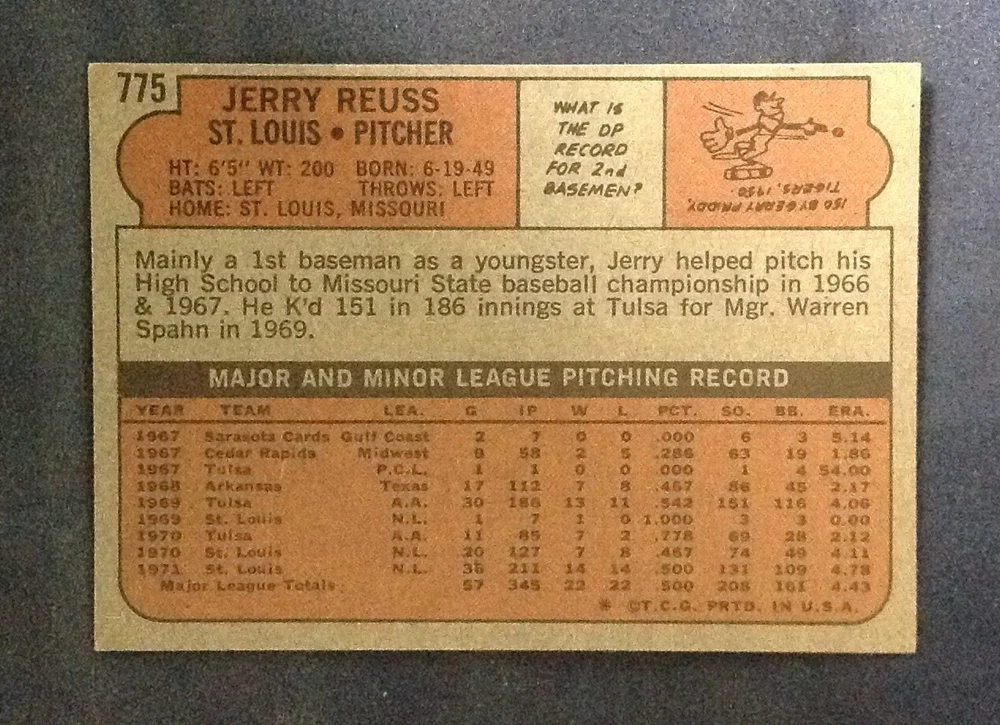 775
JERRY REUSS
ST. LOUIS • PITCHER
HT: 6'5" WT: 200 BORN: 6-19-49
BATS: LEFT THROWS: LEFT
HOME: ST. LOUIS, MISSOURI
WHAT IS
THE DP
RECORD
FOR 2nd
BASEMEN?
150 BY GERRY PRIDDY,
TIGERS, 1950.
Mainly a 1st baseman as a youngster, Jerry helped pitch his
High School to Missouri State baseball championship in 1966
& 1967. He K'd 151 in 186 innings at Tulsa for Mgr. Warren
Spahn in 1969.
MAJOR AND MINOR LEAGUE PITCHING RECORD
YEAR TEAM LEA. G IP W L PCT. SO. BB. ERA.
1967 Sarasota Cards Gulf Coast 2 7 0 0 .000 6 3 5.14
1967 Cedar Rapids Midwest 9 58 2 5 .286 63 19 1.86
1967 Tulsa P.C.L. 1 1 0 0 .000 1 4 54.00
1968 Arkansas Texas 17 112 7 8 .467 86 45 2.17
1969 Tulsa A.A. 30 186 13 11 .542 151 116 4.06
1969 St. Louis N.L. 1 7 1 0 1.000 3 3 0.00
1970 Tulsa A.A. 11 85 7 2 .778 69 28 2.12
1970 St. Louis N.L. 20 127 7 8 .467 74 49 4.11
1971 St. Louis N.L. 36 211 14 14 .500 131 109 4.78
Major League Totals 57 345 22 22 .500 208 161 4.43
* ©T.C.G. PRTD. IN U.S.A.